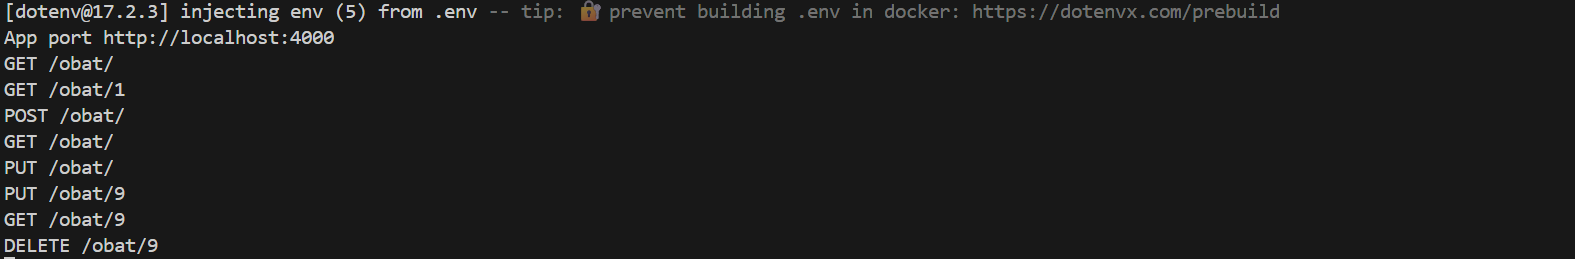 [dotenv@17.2.3] injecting env (5) from .env -- tip: 🔐 prevent building .env in docker: https://dotenvx.com/prebuild
App port http://localhost:4000
GET /obat/
GET /obat/1
POST /obat/
GET /obat/
PUT /obat/
PUT /obat/9
GET /obat/9
DELETE /obat/9